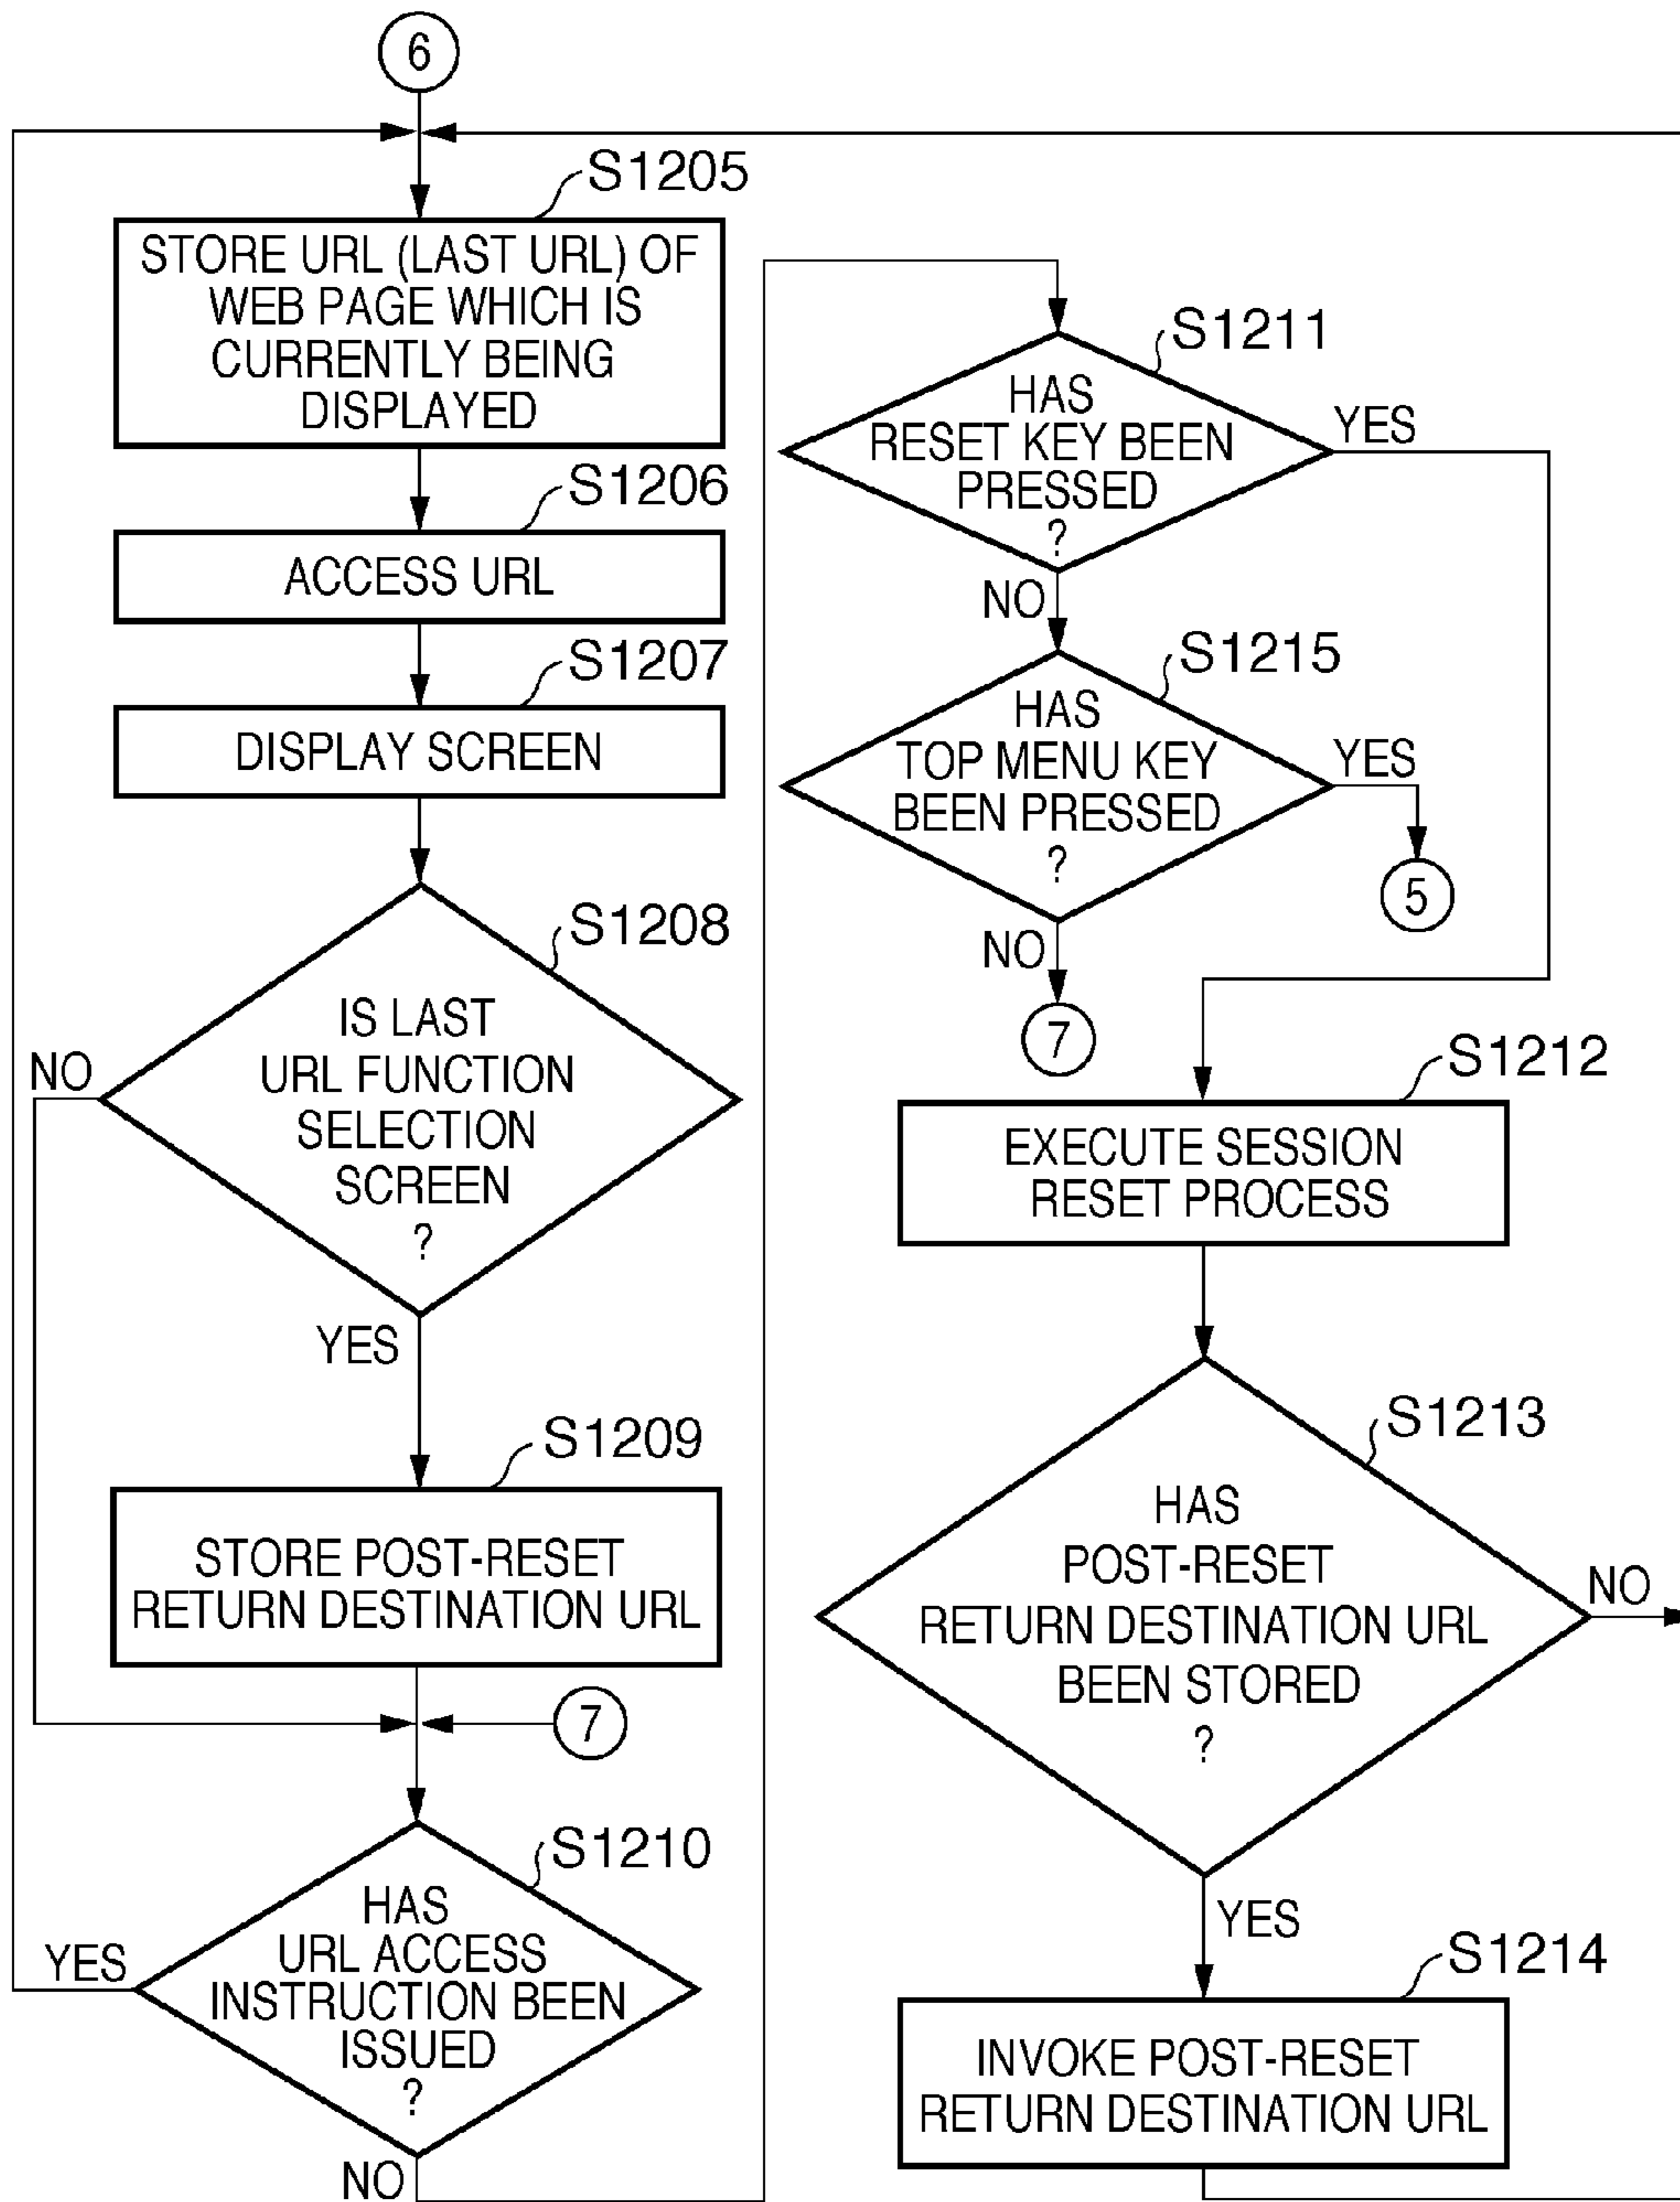 6
S1205
STORE URL (LAST URL) OF
WEB PAGE WHICH IS
CURRENTLY BEING
DISPLAYED
S1206
ACCESS URL
S1207
DISPLAY SCREEN
S1208
IS LAST
URL FUNCTION
SELECTION
SCREEN
?
NO
YES
S1209
STORE POST-RESET
RETURN DESTINATION URL
7
S1210
HAS
URL ACCESS
INSTRUCTION BEEN
ISSUED
?
YES
NO
S1211
HAS
RESET KEY BEEN
PRESSED
?
YES
NO
S1215
HAS
TOP MENU KEY
BEEN PRESSED
?
YES
5
NO
7
S1212
EXECUTE SESSION
RESET PROCESS
S1213
HAS
POST-RESET
RETURN DESTINATION URL
BEEN STORED
?
NO
YES
S1214
INVOKE POST-RESET
RETURN DESTINATION URL